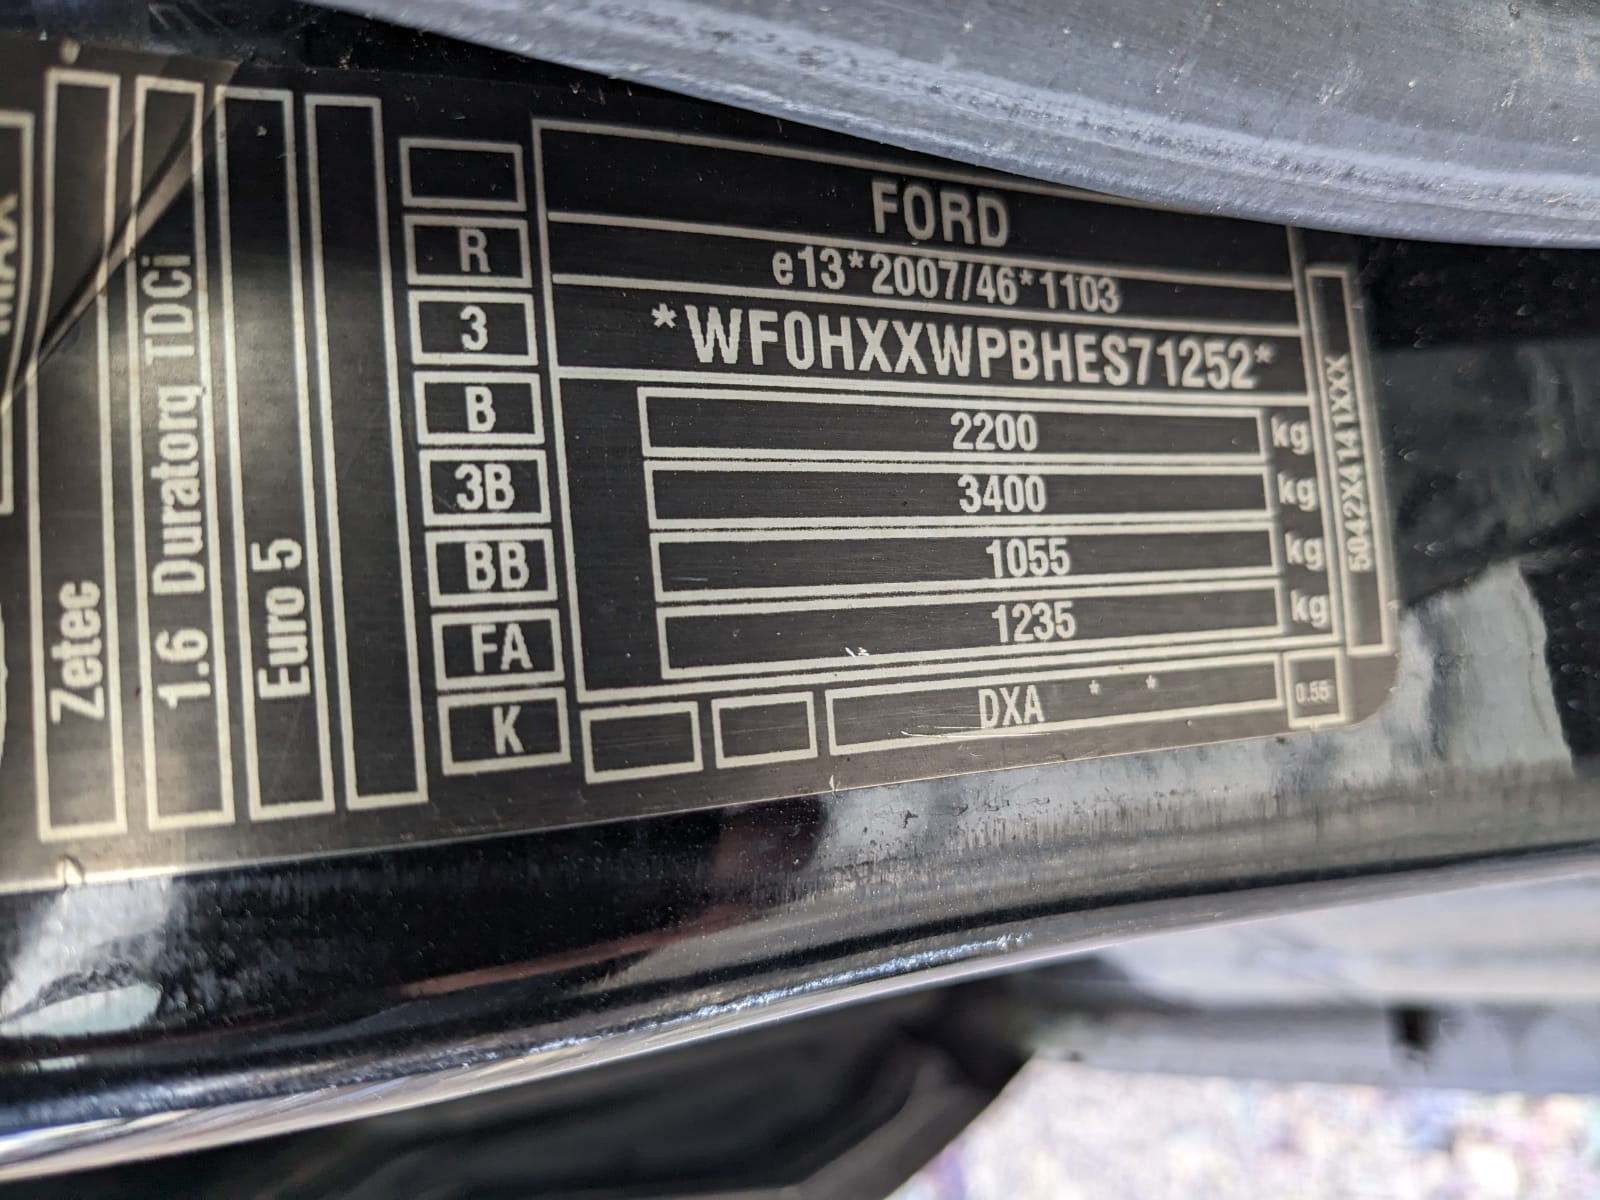 MAX
Zetec
1.6 Duratorq TDCi
Euro 5
R
3
B
3B
BB
FA
K
FORD
e13*2007/46*1103
*WF0HXXWPBHES71252*
2200 kg
3400 kg
1055 kg
1235 kg
DXA * *
0.55
5042X4141XXX